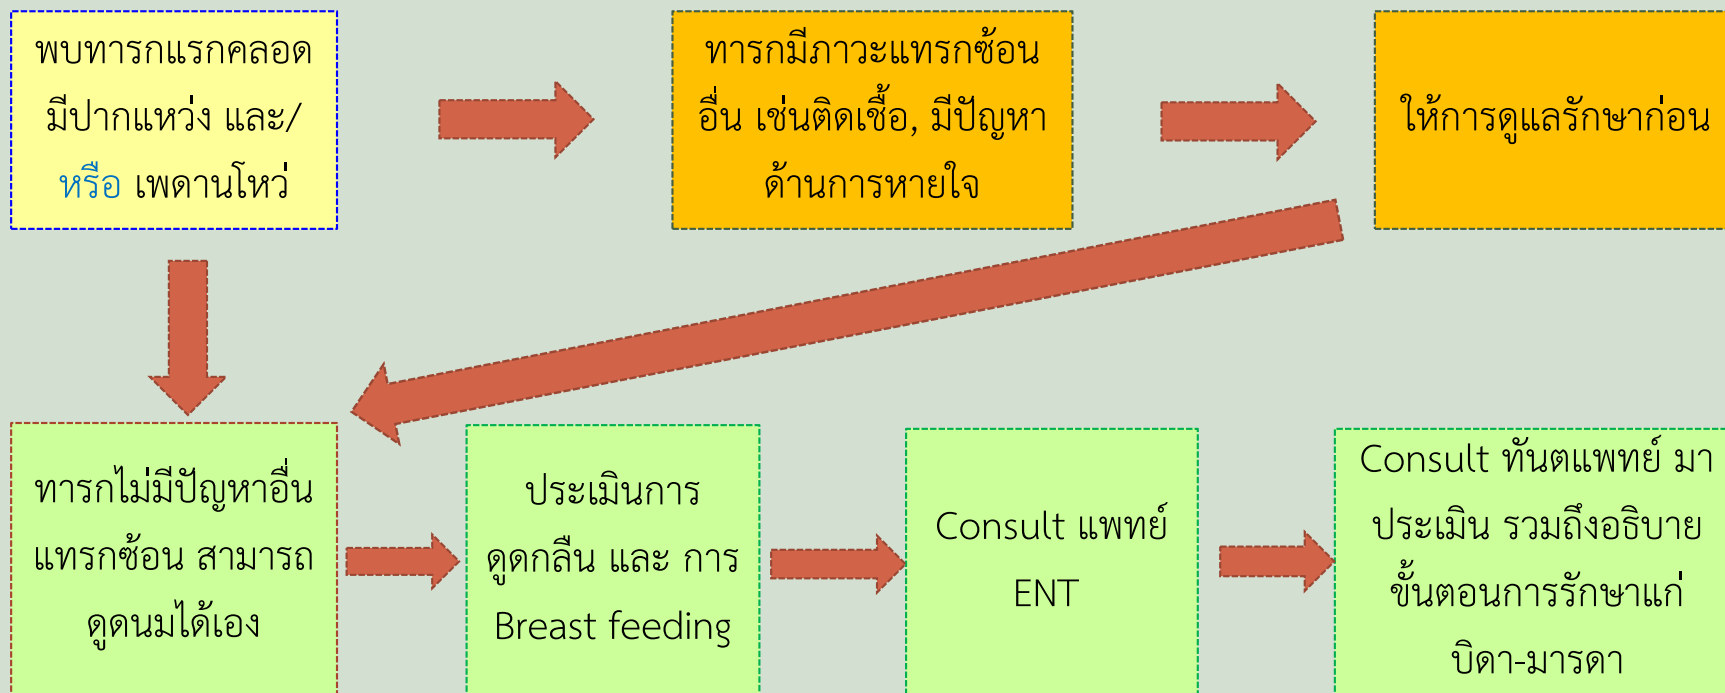 พบทารกแรกคลอด
มีปากแหว่ง และ/
หรือ เพดานโหว่
ทารกมีภาวะแทรกซ้อน
อื่น เช่นติดเชื้อ, มีปัญหา
ด้านการหายใจ
ให้การดูแลรักษาก่อน
ทารกไม่มีปัญหาอื่น
แทรกซ้อน สามารถ
ดูดนมได้เอง
ประเมินการ
ดูดกลืน และ การ
Breast feeding
Consult แพทย์
ENT
Consult ทันตแพทย์ มา
ประเมิน รวมถึงอธิบาย
ขั้นตอนการรักษาแก่
บิดา-มารดา